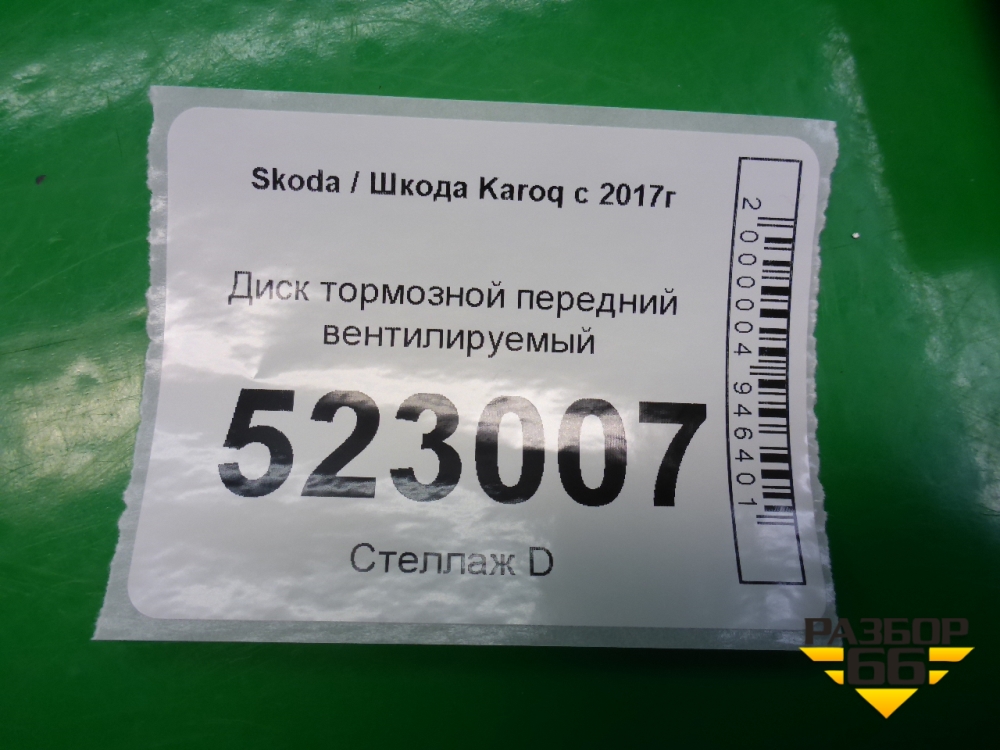 Skoda / Шкода Karoq с 2017г
Диск тормозной передний
вентилируемый
523007
Стеллаж D
2000004946401
РАЗБОР
66